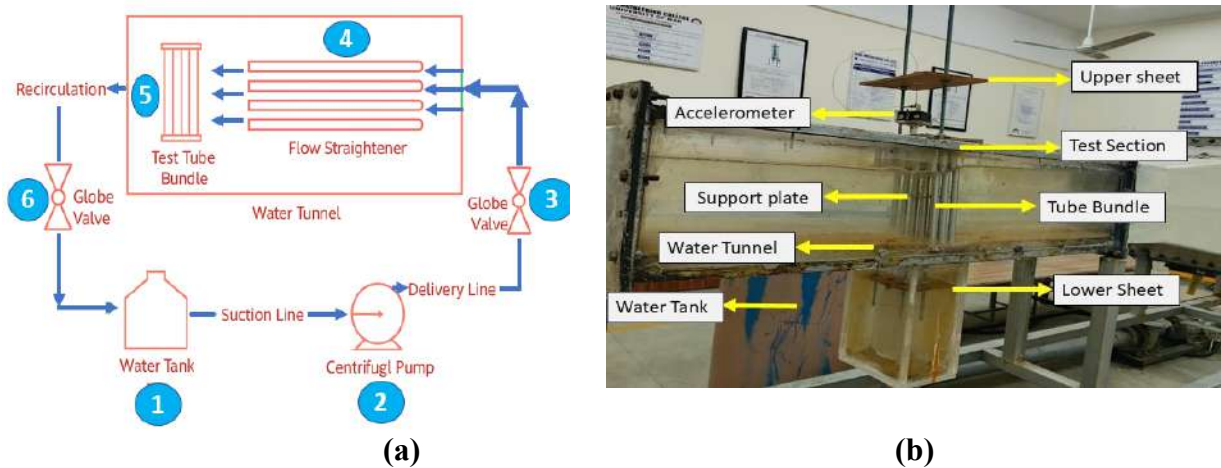 4
Recirculation
5
Test Tube
Bundle
Flow Straightener
6
Globe
Valve
Water Tunnel
Globe
Valve
3
Delivery Line
Suction Line
Water Tank
Centrifugl Pump
1
2
(a)
ENGINEERING COLLEGE
Upper sheet
Accelerometer
Test Section
Support plate
Tube Bundle
Water Tunnel
Water Tank
Lower Sheet
(b)